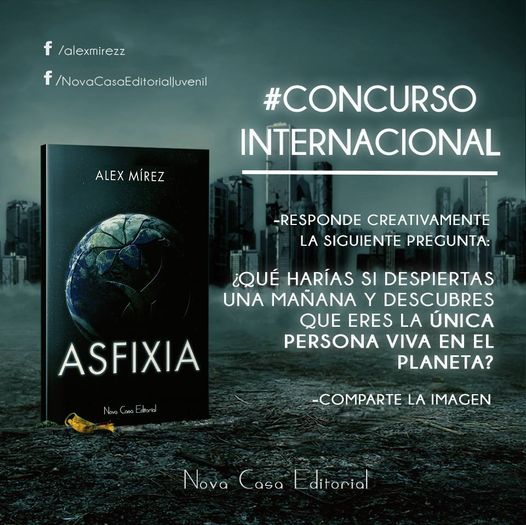 f /alexmirezz
f /NovaCasaEditorialJuvenil
#CONCURSO
INTERNACIONAL
-RESPONDE CREATIVAMENTE
LA SIGUIENTE PREGUNTA:
¿QUÉ HARÍAS SI DESPIERTAS
UNA MAÑANA Y DESCUBRES
QUE ERES LA ÚNICA
PERSONA VIVA EN EL
PLANETA?
-COMPARTE LA IMAGEN
ALEX MÍREZ
ASFIXIA
Nova Casa Editorial
Nova Casa Editorial